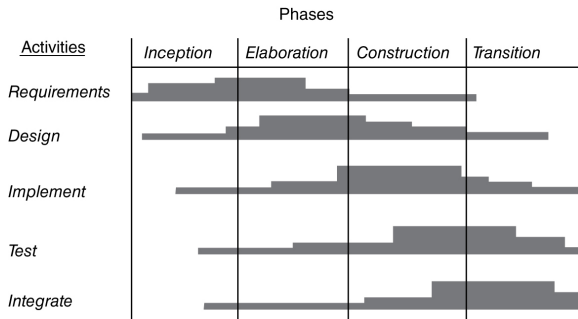 Phases
Activities
Inception Elaboration Construction Transition
Requirements
Design
Implement
Test
Integrate